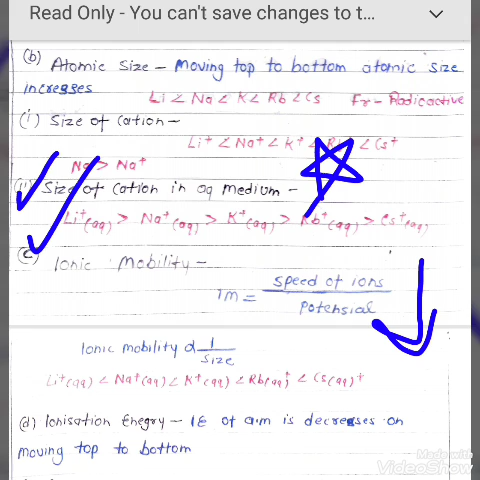 Read Only - You can't save changes to t...
(b) Atomic Size - Moving top to bottom atomic size
increases
Li < Na < K < Rb < Cs Fr - Radioactive
(i) Size of Cation -
Li+ < Na+ < K+ < < Cs+
Na > Na+
(ii) Size of cation in aq medium -
Li+(aq) > Na+(aq) > K+(aq) > Rb+(aq) > Cs+(aq)
(c) Ionic Mobility -
Im = speed of ions
potensial
Ionic mobility α 1
Size
Li+(aq) < Na+(aq) < K+(aq) < Rb(aq)+ < Cs(aq)+
(d) Ionisation Enegry - IE of a.m is decreases on
moving top to bottom
Made with
VideoShow